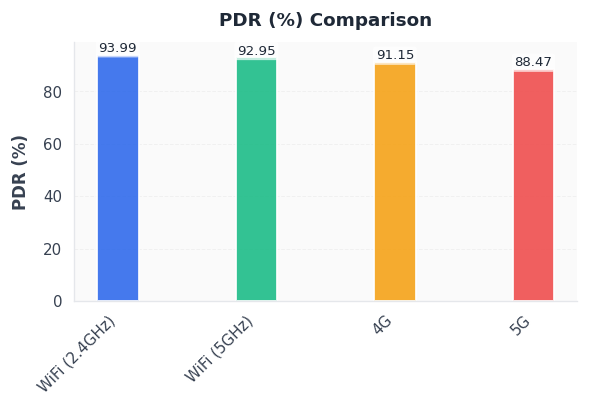 PDR (%) Comparison
93.99
92.95
91.15
88.47
PDR (%)
80
60
40
20
0
WiFi (2.4GHz)
WiFi (5GHz)
4G
5G